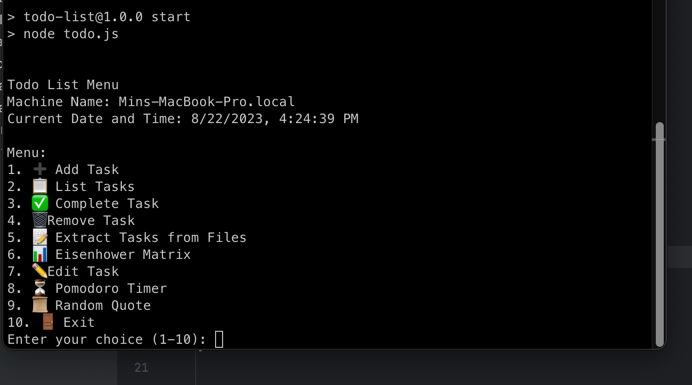 > todo-list@1.0.0 start
> node todo.js
Todo List Menu
Machine Name: Mins-MacBook-Pro.local
Current Date and Time: 8/22/2023, 4:24:39 PM
Menu:
1. ➕ Add Task
2. 📋 List Tasks
3. ✅ Complete Task
4. 🗑️Remove Task
5. 📝 Extract Tasks from Files
6. 📊 Eisenhower Matrix
7. ✏️Edit Task
8. ⏳ Pomodoro Timer
9. 📜 Random Quote
10. 🚪 Exit
Enter your choice (1-10):
21